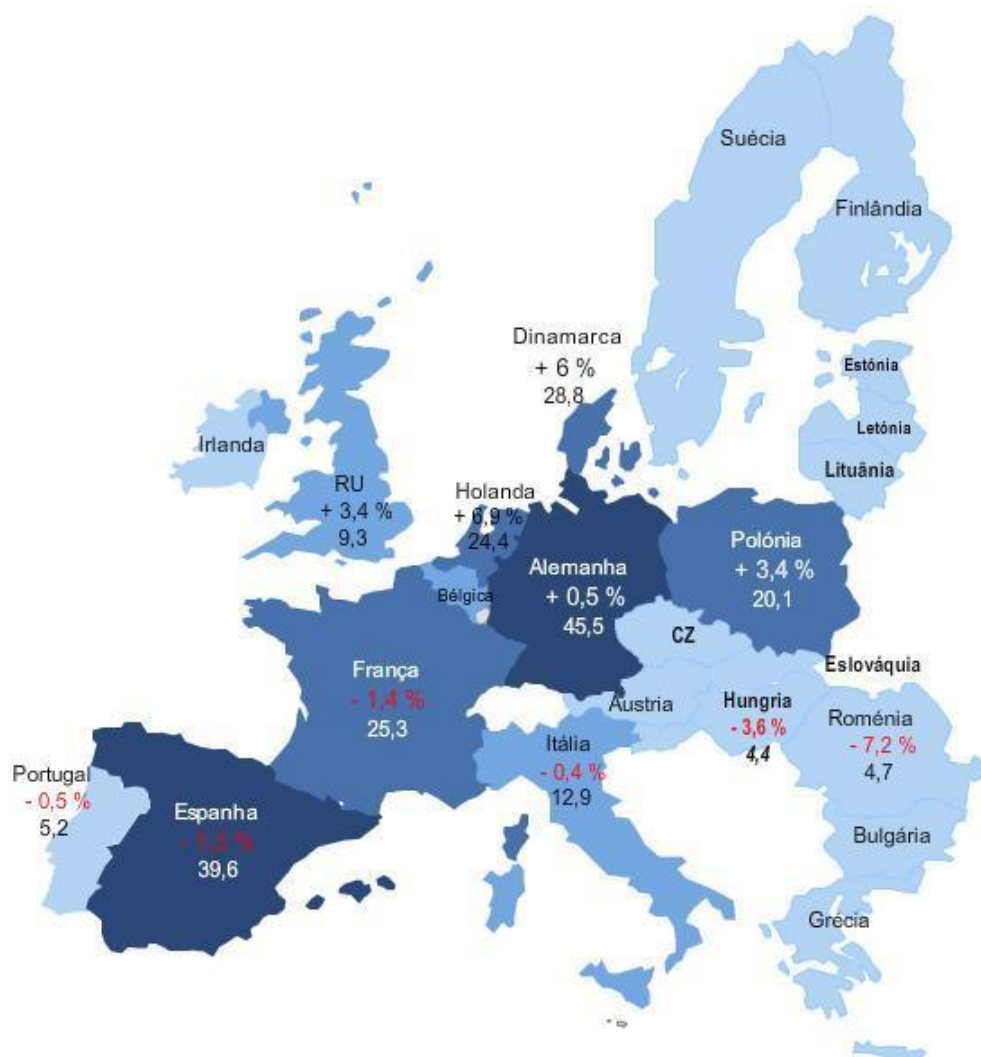 Suécia
Finlândia
Dinamarca
+ 6 %
28,8
Estónia
Letónia
Lituânia
Irlanda
RU
+ 3,4 %
9,3
Holanda
+ 6,9 %
24,4
Alemanha
+ 0,5 %
45,5
Polónia
+ 3,4 %
20,1
Bélgica
CZ
Eslováquia
França
- 1,4 %
25,3
Áustria
Hungria
- 3,6 %
4,4
Roménia
- 7,2 %
4,7
Itália
- 0,4 %
12,9
Portugal
- 0,5 %
5,2
Espanha
- 1,3 %
39,6
Bulgária
Grécia